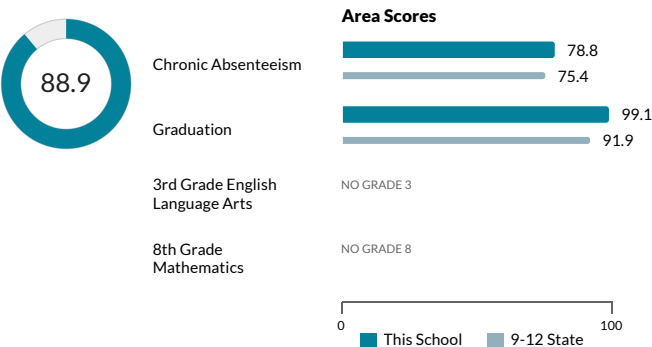 Area Scores
88.9
Chronic Absenteeism
78.8
75.4
Graduation
99.1
91.9
3rd Grade English
Language Arts
NO GRADE 3
8th Grade
Mathematics
NO GRADE 8
0
100
This School
9-12 State